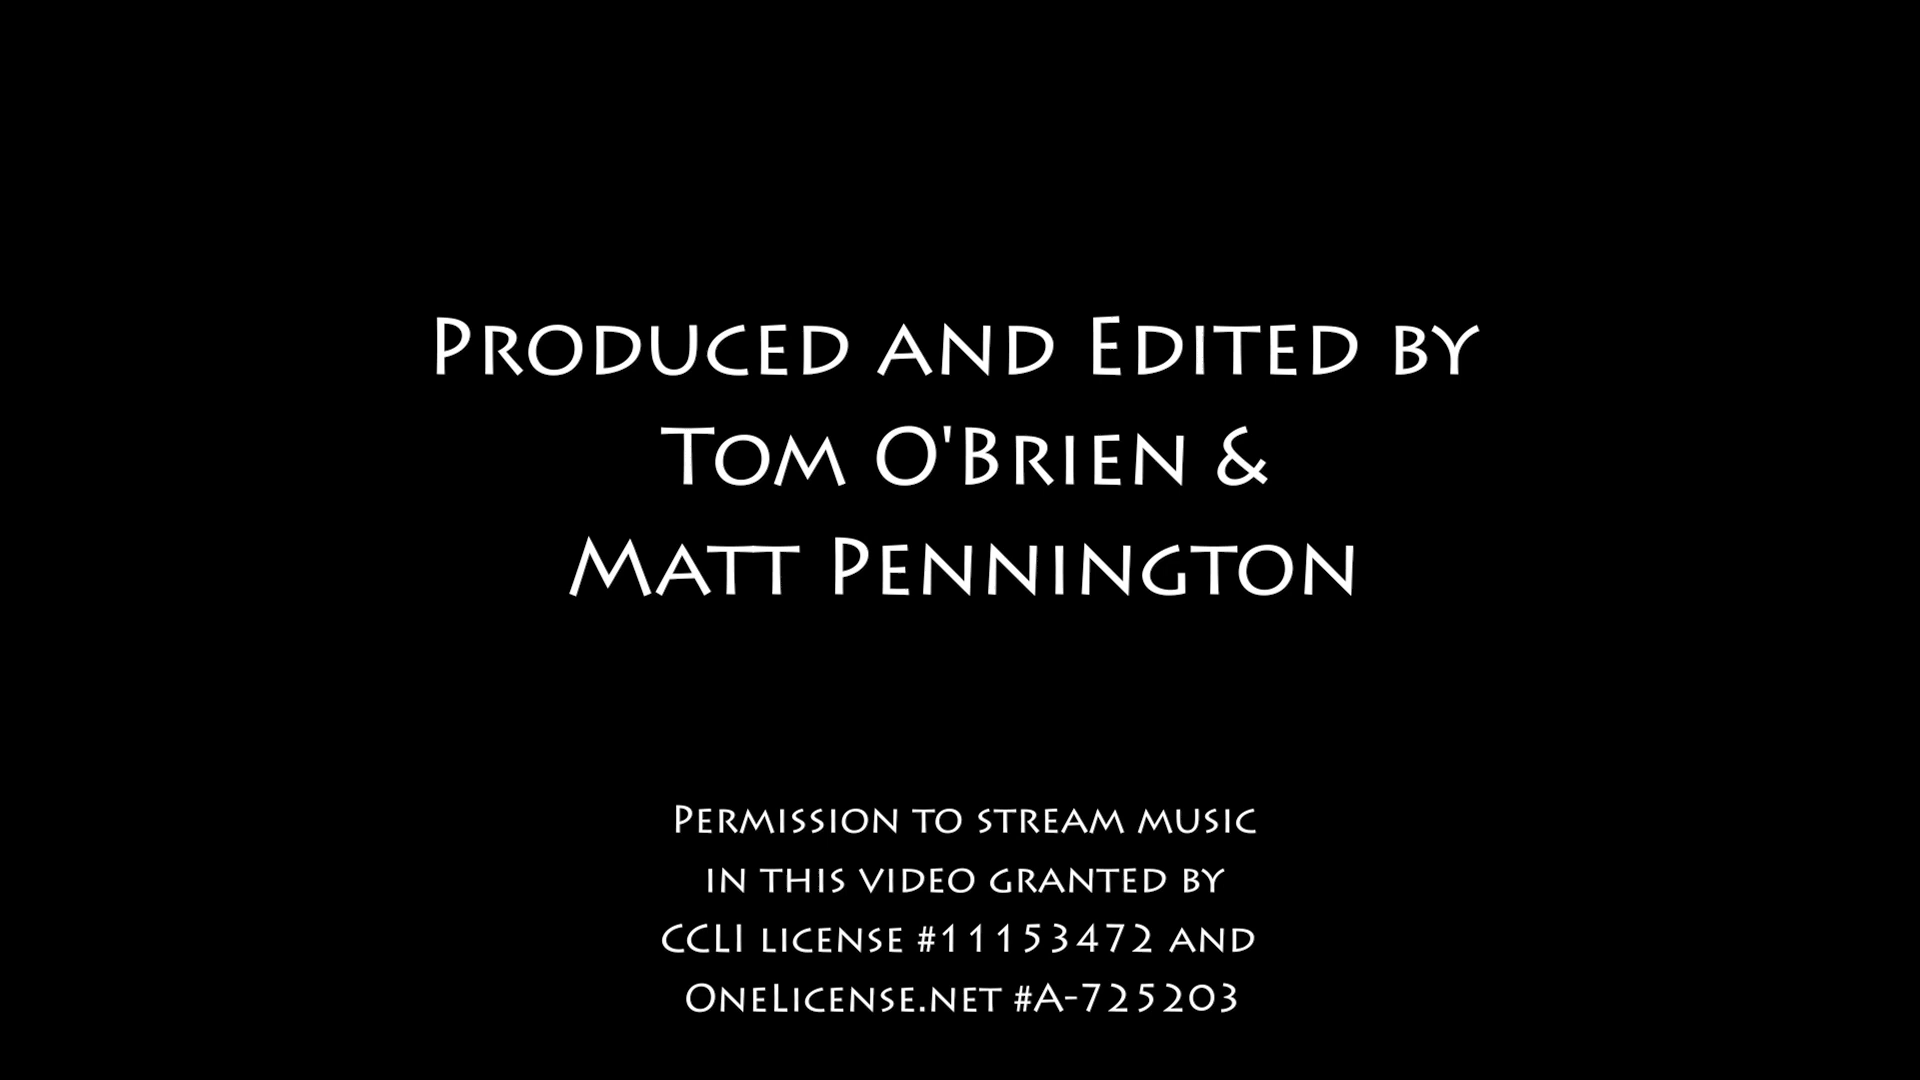 Produced and Edited by
Tom O'Brien &
Matt Pennington
Permission to stream music
in this video granted by
CCLI license #11153472 and
OneLicense.net #A-725203